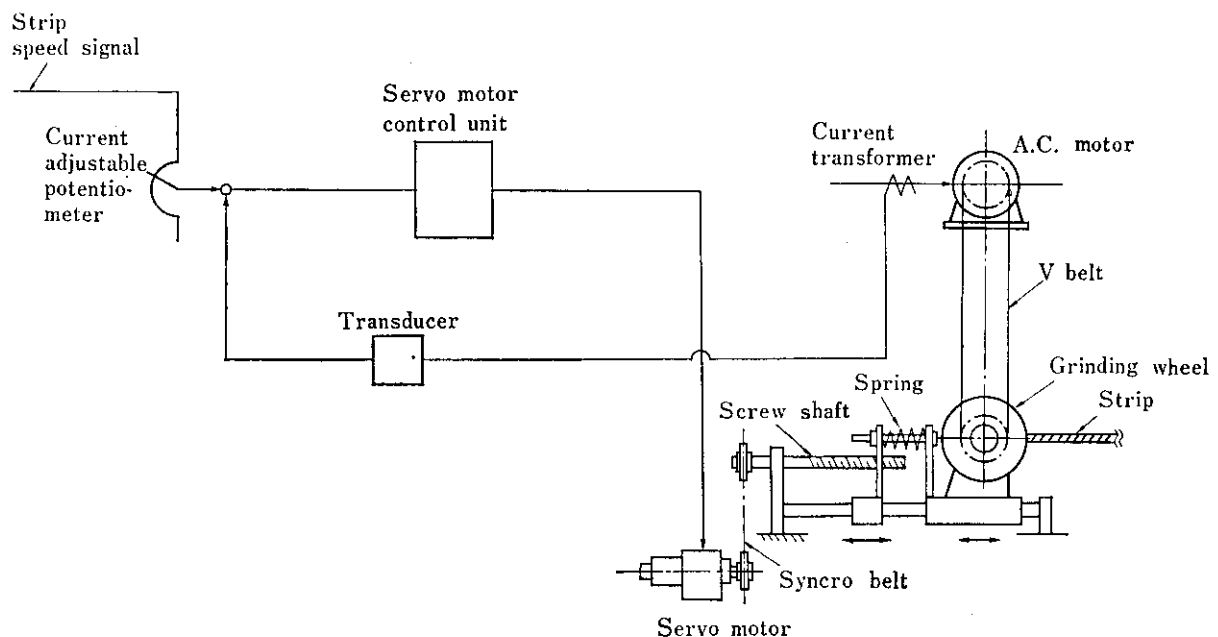 Strip
speed signal
Current
adjustable
potentio-
meter
Servo motor
control unit
Current
transformer
A.C. motor
V belt
Transducer
Grinding wheel
Spring
Strip
Screw shaft
Syncro belt
Servo motor